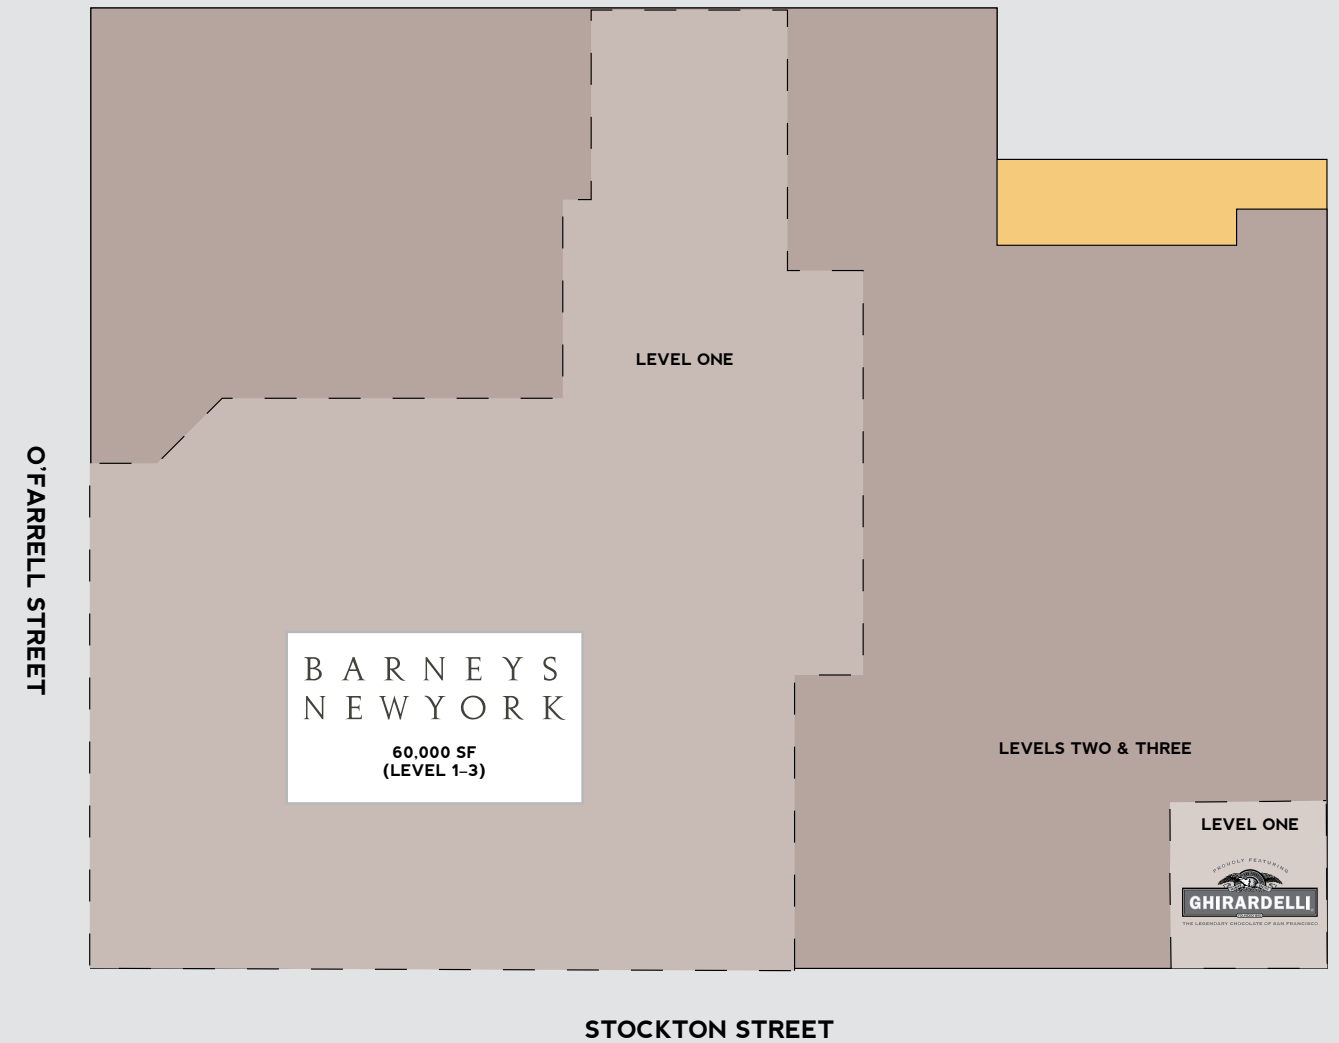 LEVEL ONE
O'FARRELL STREET
BARNEYS
NEWYORK
60,000 SF
(LEVEL 1–3)
LEVELS TWO & THREE
LEVEL ONE
PROUDLY FEATURING
GHIRARDELLI
THE LEGENDARY CHOCOLATE OF SAN FRANCISCO
STOCKTON STREET